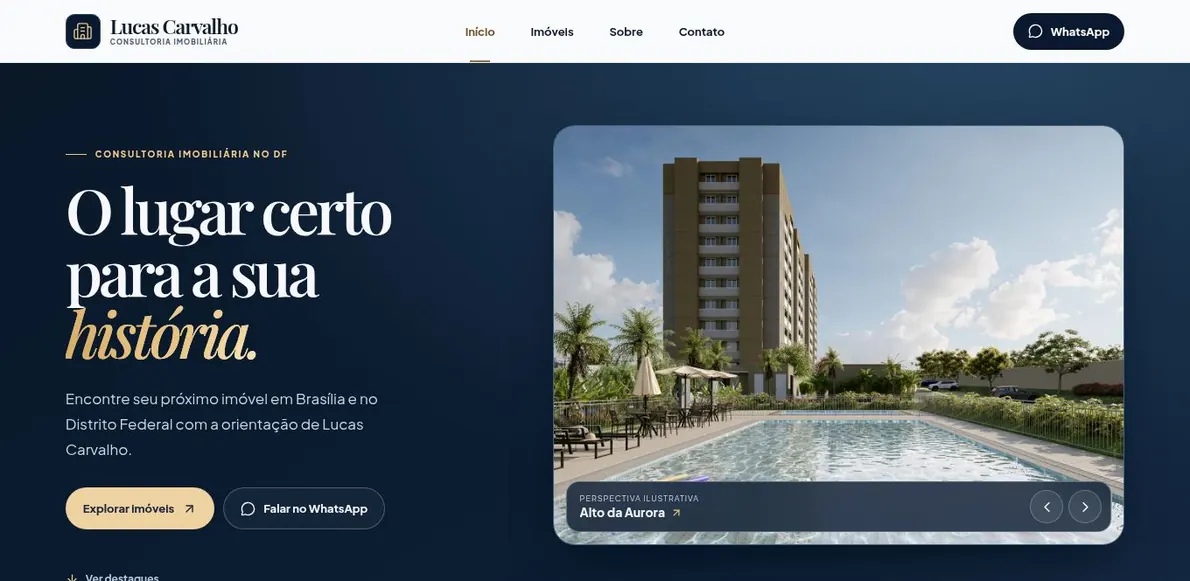 Lucas Carvalho
CONSULTORIA IMOBILIÁRIA
Início
Imóveis
Sobre
Contato
WhatsApp
CONSULTORIA IMOBILIÁRIA NO DF
O lugar certo
para a sua
história.
Encontre seu próximo imóvel em Brasília e no
Distrito Federal com a orientação de Lucas
Carvalho.
Explorar imóveis
Falar no WhatsApp
PERSPECTIVA ILUSTRATIVA
Alto da Aurora
Ver destaques